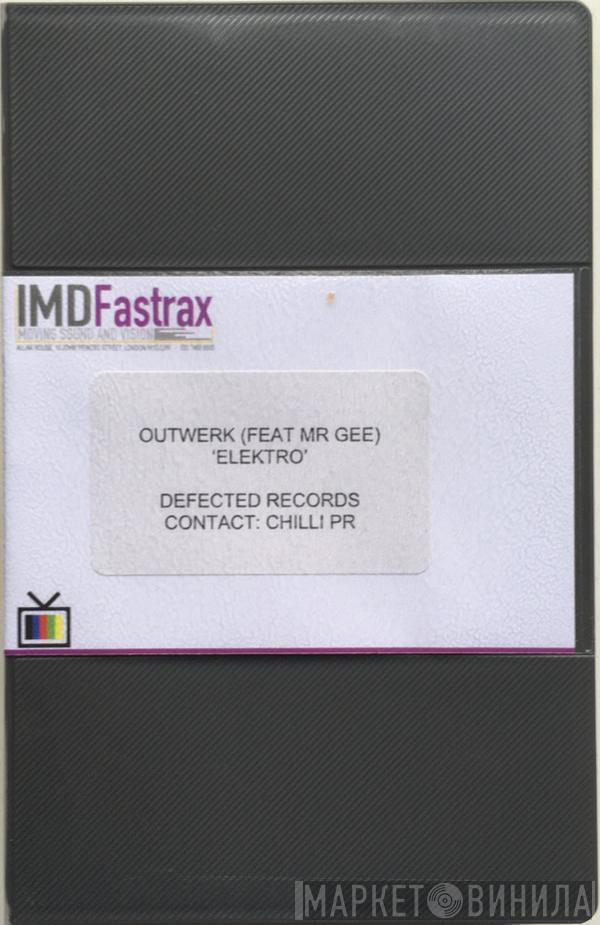 IMDFastrax
MOVING SOUND AND VISION
OUTWERK (FEAT MR GEE)
'ELEKTRO'
DEFECTED RECORDS
CONTACT: CHILLI PR
МАРКЕТ ВИНИЛА